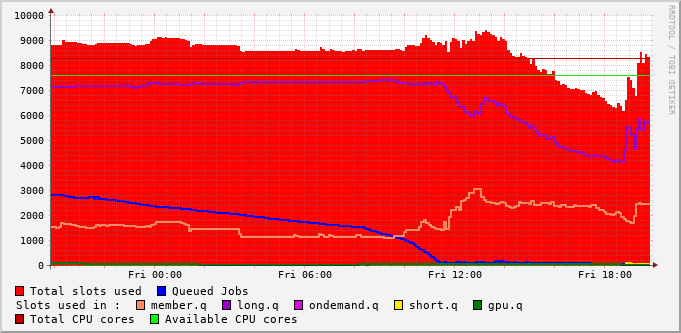 10000
9000
8000
7000
6000
5000
4000
3000
2000
1000
0
Fri 00:00 Fri 06:00 Fri 12:00 Fri 18:00
RRDTOOL / TOBI OETIKER
Total slots used Queued Jobs
Slots used in : member.q long.q ondemand.q short.q gpu.q
Total CPU cores Available CPU cores